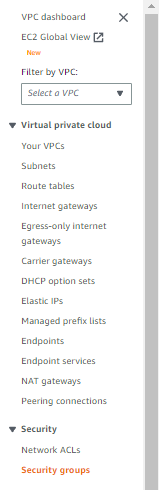 VPC dashboard
EC2 Global View
New
Filter by VPC:
Select a VPC
Virtual private cloud
Your VPCs
Subnets
Route tables
Internet gateways
Egress-only internet
gateways
Carrier gateways
DHCP option sets
Elastic IPs
Managed prefix lists
Endpoints
Endpoint services
NAT gateways
Peering connections
Security
Network ACLs
Security groups